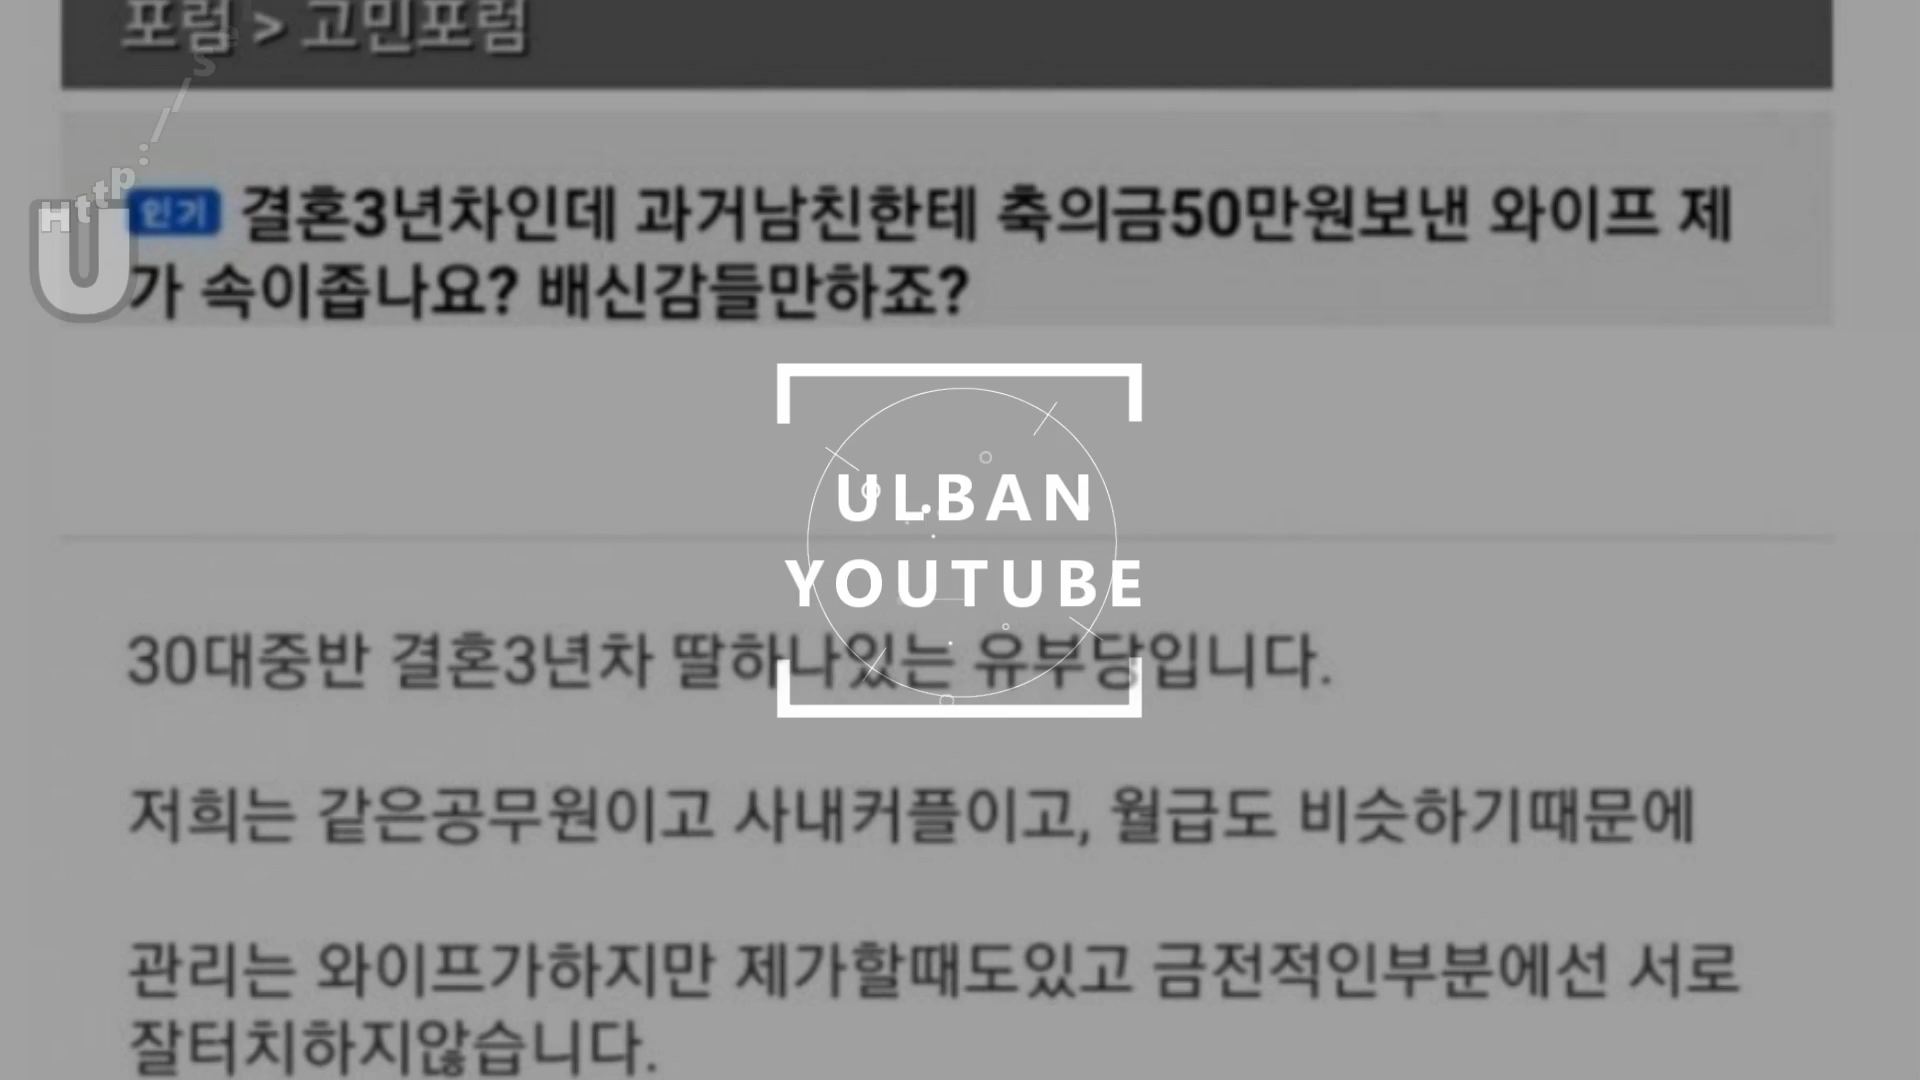 포럼 > 고민포럼
Http://se
U
인기 결혼3년차인데 과거남친한테 축의금50만원보낸 와이프 제
가 속이좁나요? 배신감들만하죠?
ULBAN
YOUTUBE
30대중반 결혼3년차 딸하나있는 유부당입니다.
저희는 같은공무원이고 사내커플이고, 월급도 비슷하기때문에
관리는 와이프가하지만 제가할때도있고 금전적인부분에선 서로
잘터치하지않습니다.